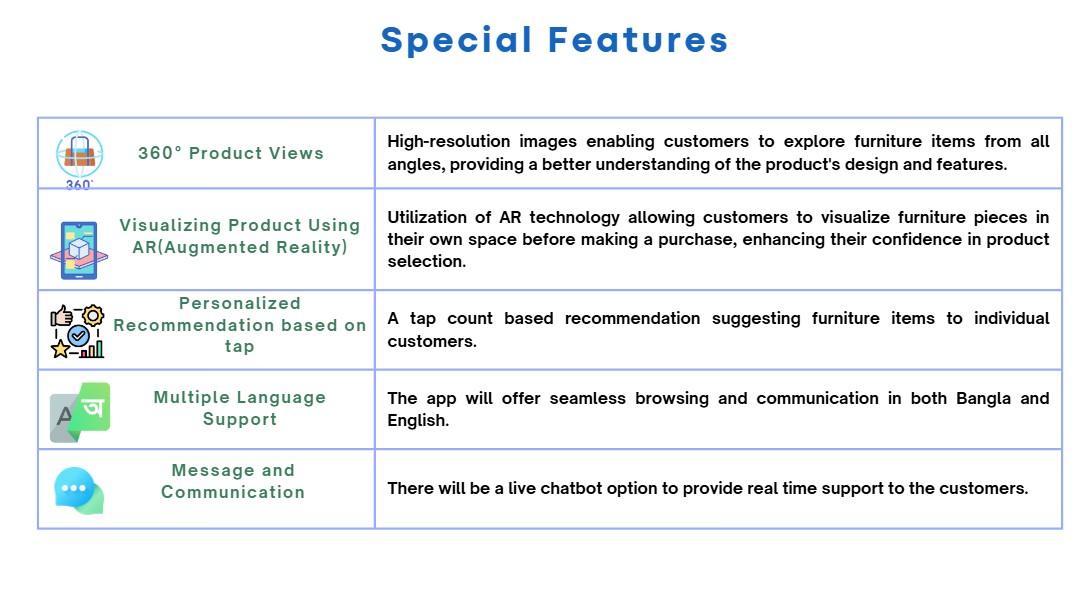 Special Features
360°
360° Product Views
High-resolution images enabling customers to explore furniture items from all
angles, providing a better understanding of the product's design and features.
Visualizing Product Using
AR(Augmented Reality)
Utilization of AR technology allowing customers to visualize furniture pieces in
their own space before making a purchase, enhancing their confidence in product
selection.
Personalized
Recommendation based on
tap
A tap count based recommendation suggesting furniture items to individual
customers.
A অ
Multiple Language
Support
The app will offer seamless browsing and communication in both Bangla and
English.
Message and
Communication
There will be a live chatbot option to provide real time support to the customers.